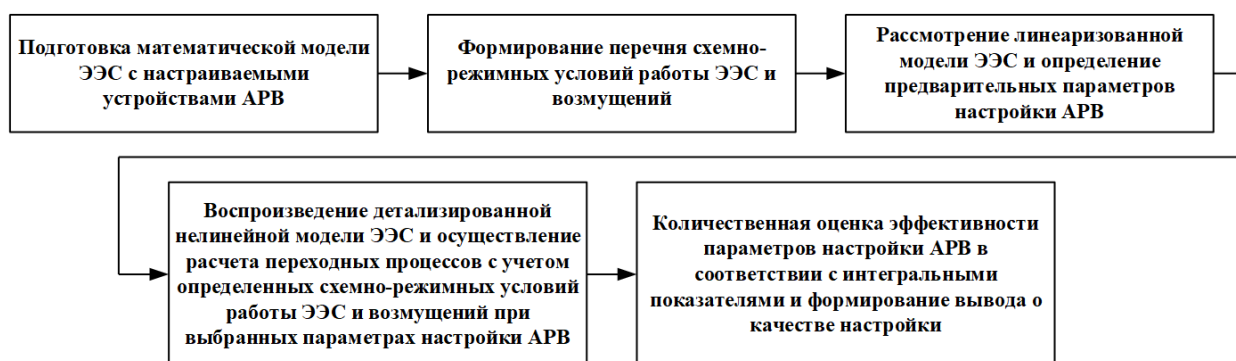 Подготовка математической модели
ЭЭС с настраиваемыми
устройствами АРВ
Формирование перечня схемно-
режимных условий работы ЭЭС и
возмущений
Рассмотрение линеаризованной
модели ЭЭС и определение
предварительных параметров
настройки АРВ
Воспроизведение детализированной
нелинейной модели ЭЭС и осуществление
расчета переходных процессов с учетом
определенных схемно-режимных условий
работы ЭЭС и возмущений при
выбранных параметрах настройки АРВ
Количественная оценка эффективности
параметров настройки АРВ в
соответствии с интегральными
показателями и формирование вывода о
качестве настройки